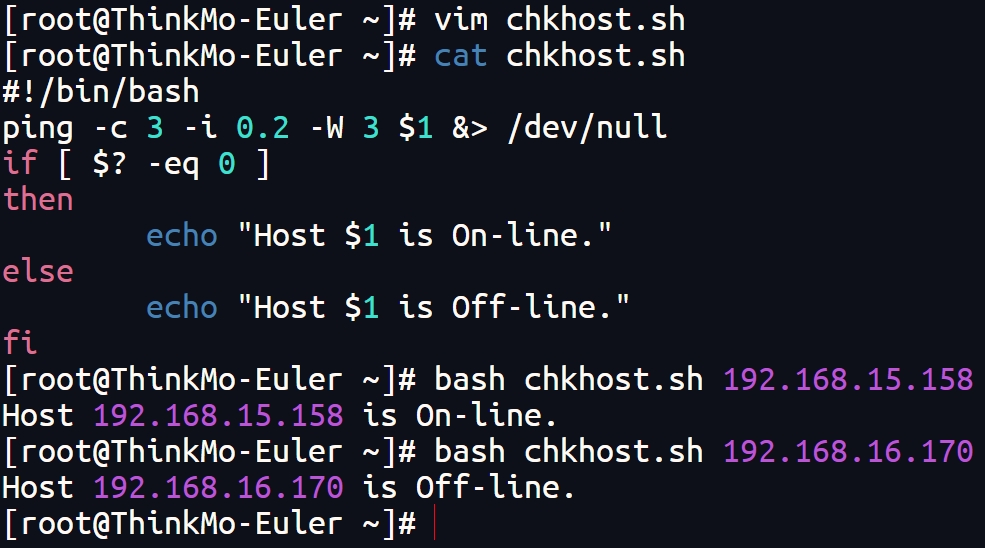 [root@ThinkMo-Euler ~]# vim chkhost.sh
[root@ThinkMo-Euler ~]# cat chkhost.sh
#!/bin/bash
ping -c 3 -i 0.2 -W 3 $1 &> /dev/null
if [ $? -eq 0 ]
then
        echo "Host $1 is On-line."
else
        echo "Host $1 is Off-line."
fi
[root@ThinkMo-Euler ~]# bash chkhost.sh 192.168.15.158
Host 192.168.15.158 is On-line.
[root@ThinkMo-Euler ~]# bash chkhost.sh 192.168.16.170
Host 192.168.16.170 is Off-line.
[root@ThinkMo-Euler ~]#